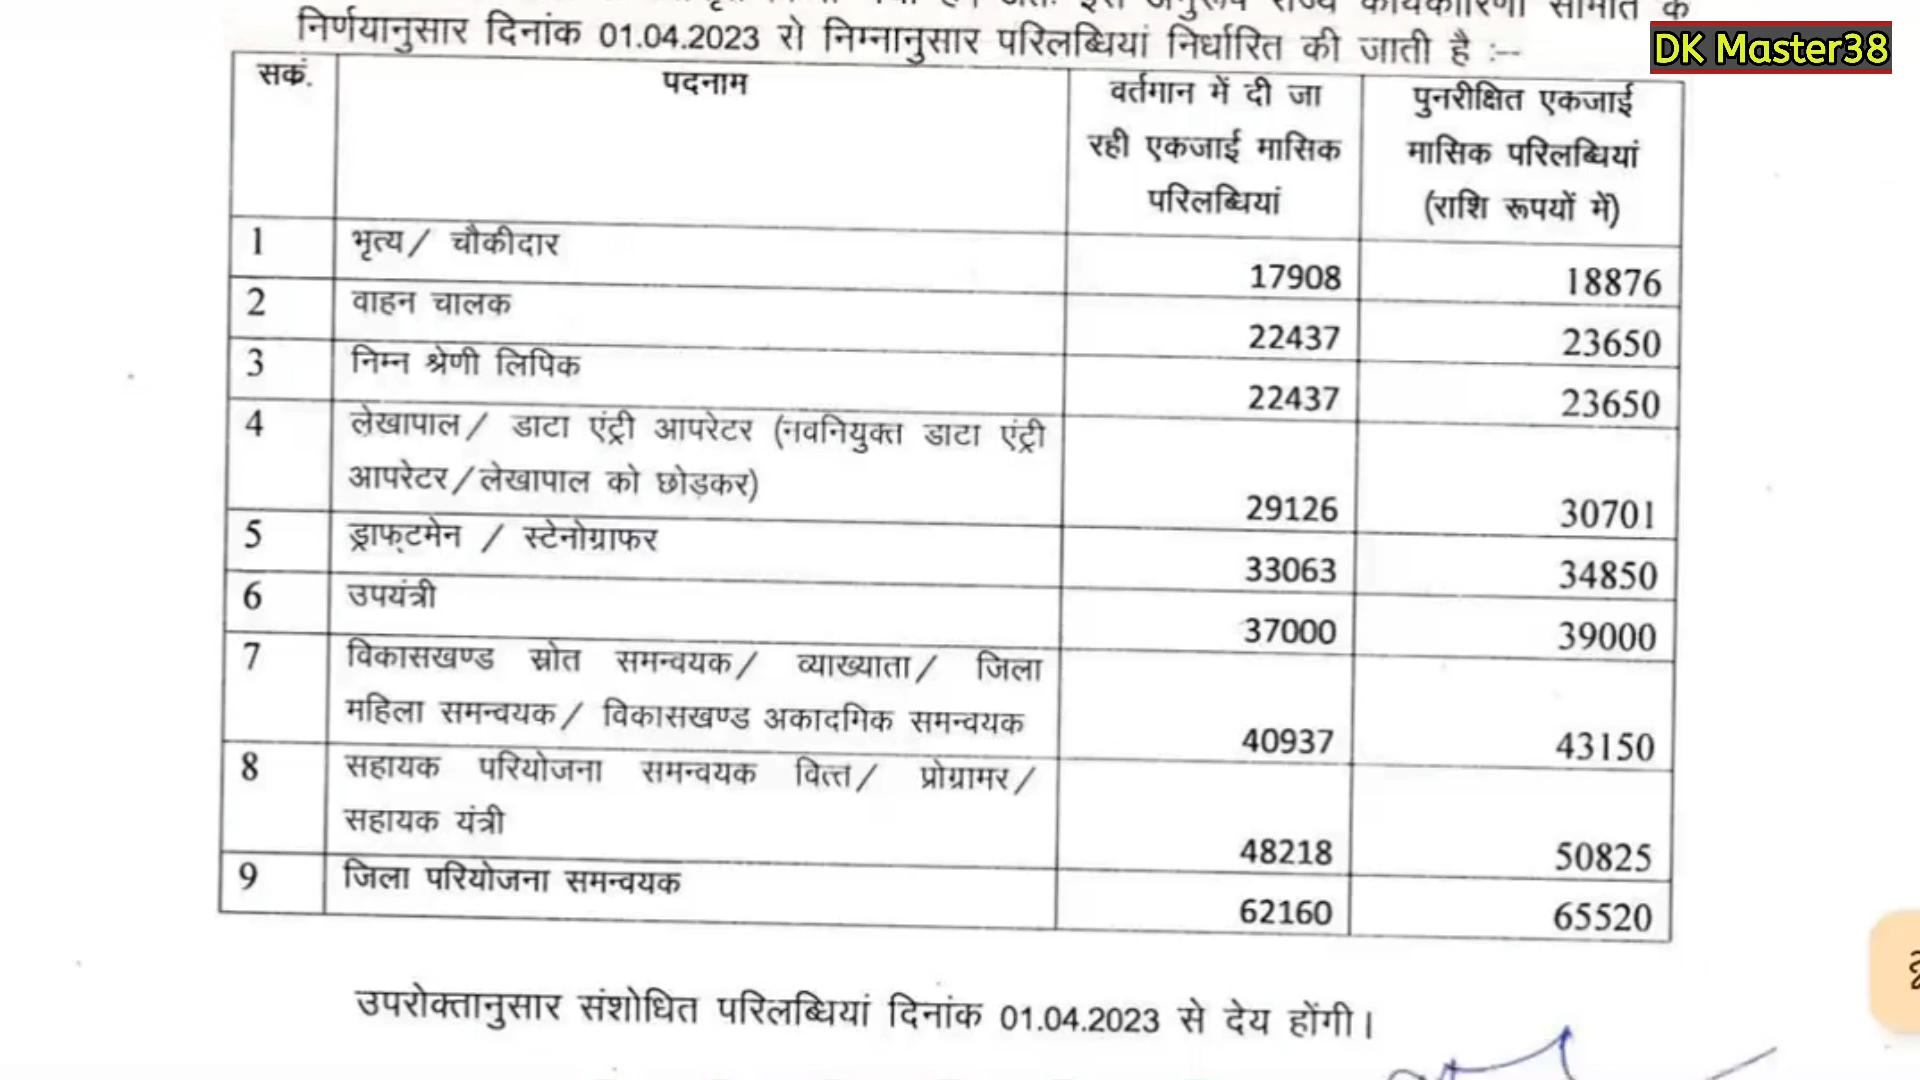 निर्णयानुसार दिनांक 01.04.2023 रो निम्नानुसार परिलब्धियां निर्धारित की जाती है :--
DK Master38
सकं.
पदनाम
वर्तगान में दी जा
रही एकजाई मासिक
परिलब्धियां
पुनरीक्षित एकजाई
मासिक परिलब्धियां
(राशि रूपयों में)
1 भृत्य/ चौकीदार 17908 18876
2 वाहन चालक 22437 23650
3 निम्न श्रेणी लिपिक 22437 23650
4 लेखापाल/ डाटा एंट्री आपरेटर (नवनियुक्त डाटा एंट्री
आपरेटर/लेखापाल को छोड़कर) 29126 30701
5 ड्राफ्टमेन / स्टेनोग्राफर 33063 34850
6 उपयंत्री 37000 39000
7 विकासखण्ड स्रोत समन्वयक/ व्याख्याता/ जिला
महिला समन्वयक/ विकासखण्ड अकादगिक समन्वयक 40937 43150
8 सहायक परियोजना समन्वयक वित्त/ प्रोग्रामर/
सहायक यंत्री 48218 50825
9 जिला परियोजना समन्वयक 62160 65520
उपरोक्तानुसार संशोधित परिलब्धियां दिनांक 01.04.2023 से देय होंगी।